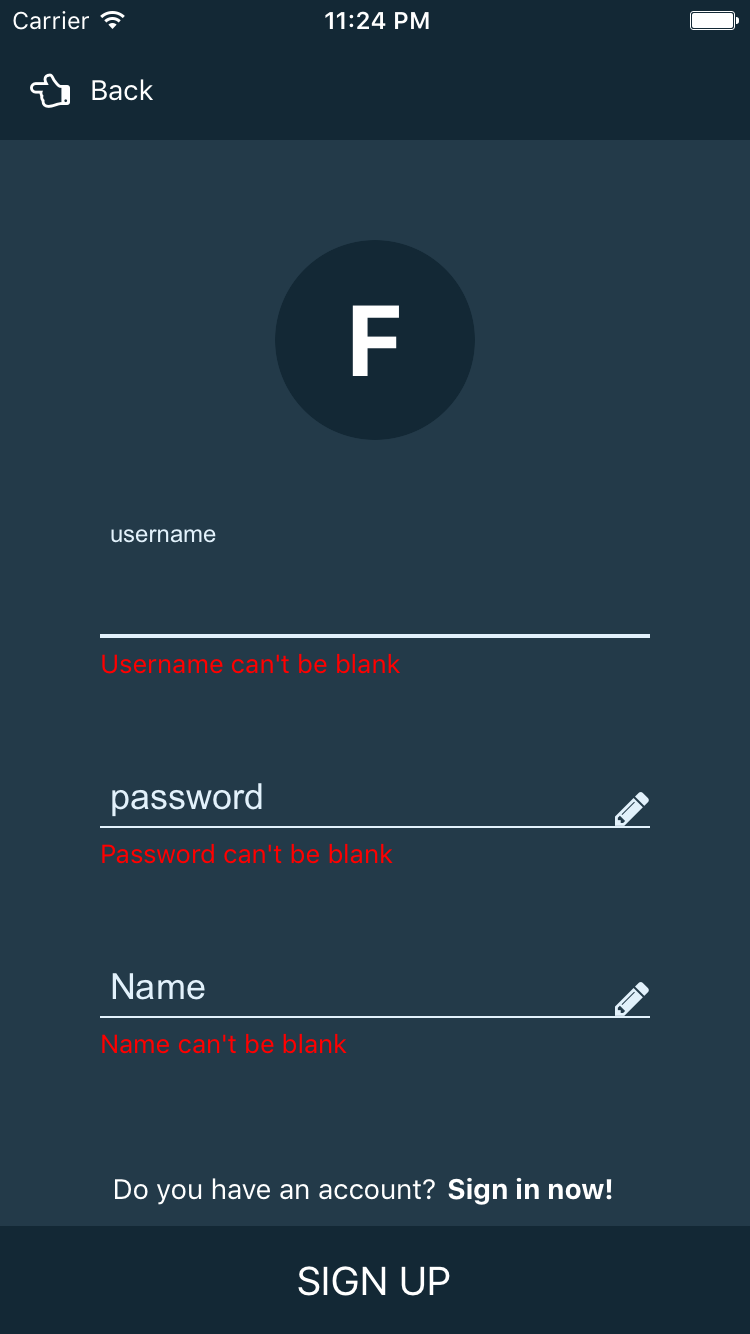 Carrier 11:24 PM
Back
F
username
Username can't be blank
password
Password can't be blank
Name
Name can't be blank
Do you have an account? Sign in now!
SIGN UP